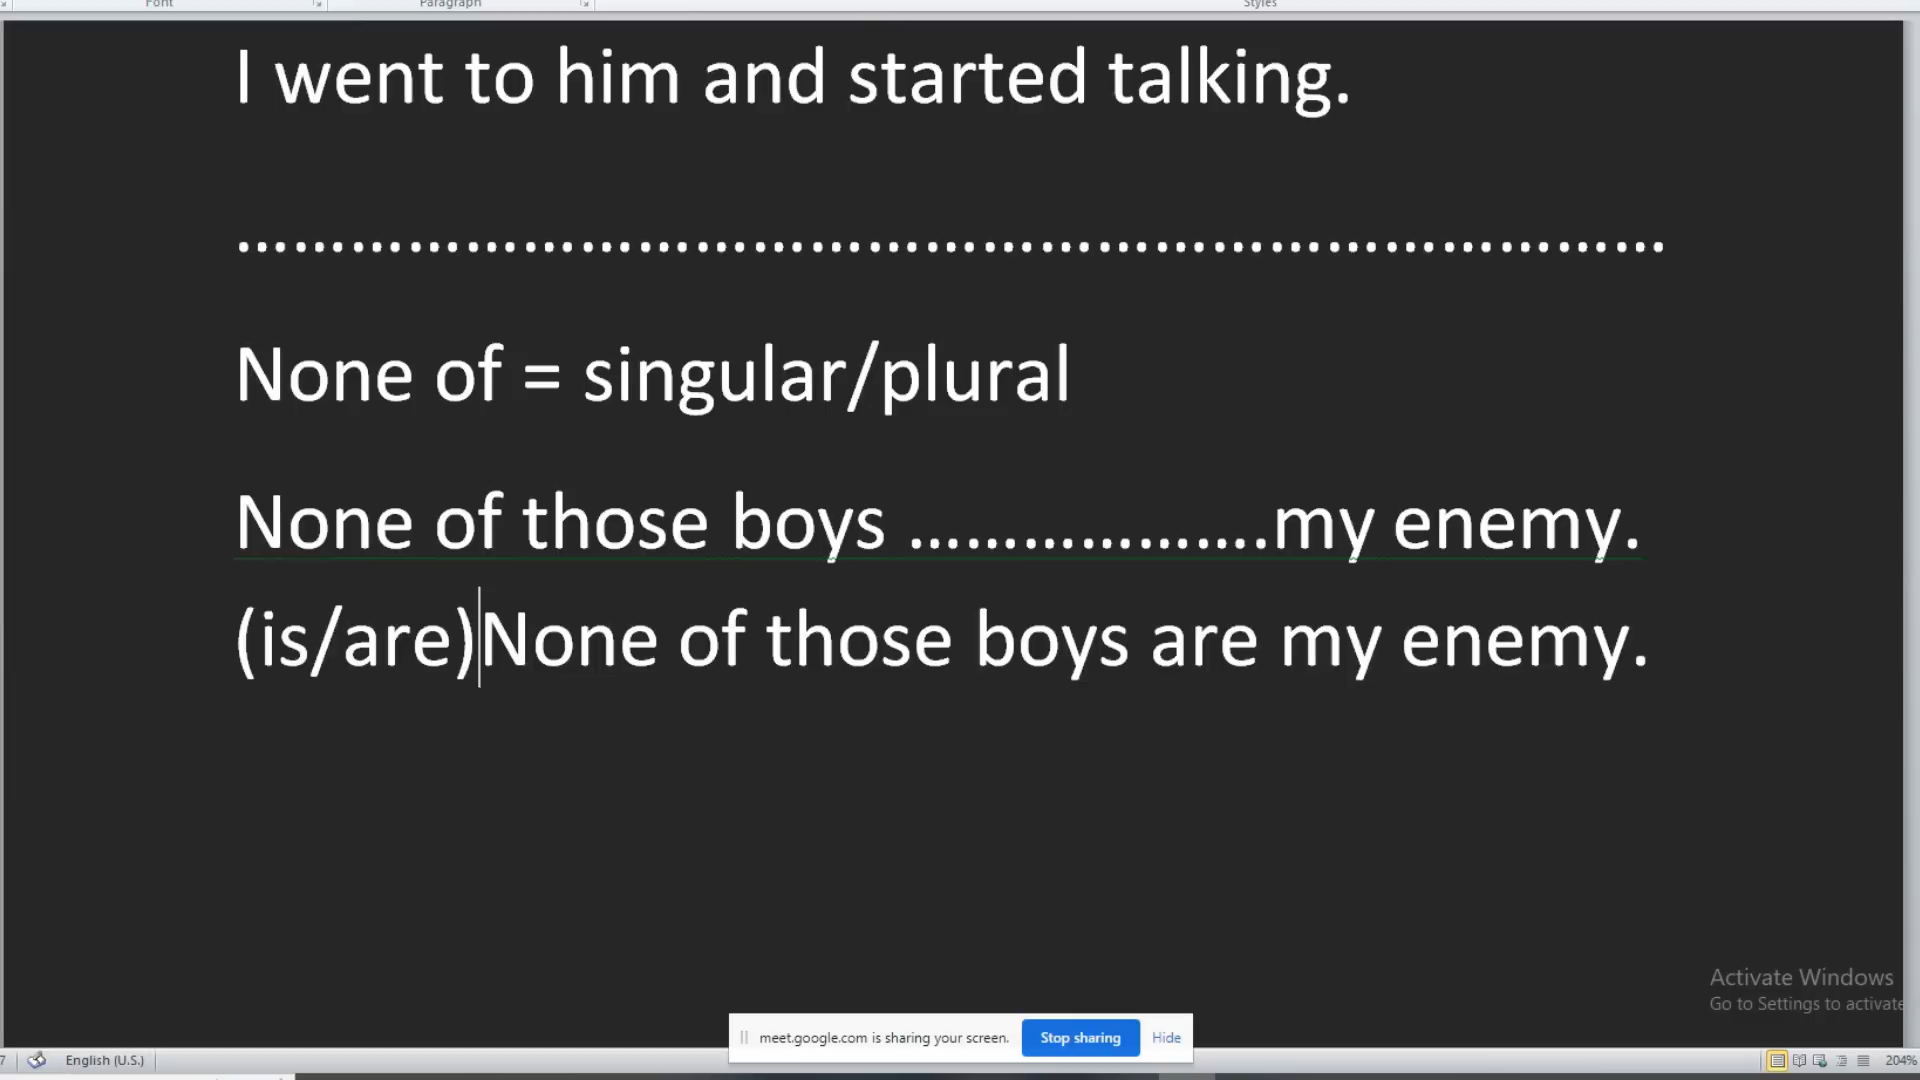 Font Paragraph Styles
I went to him and started talking.
……………………………………………………………………………
None of = singular/plural
None of those boys ……………….my enemy.
(is/are)None of those boys are my enemy.
Activate Windows
Go to Settings to activate
meet.google.com is sharing your screen. Stop sharing Hide
7 English (U.S.) 204%